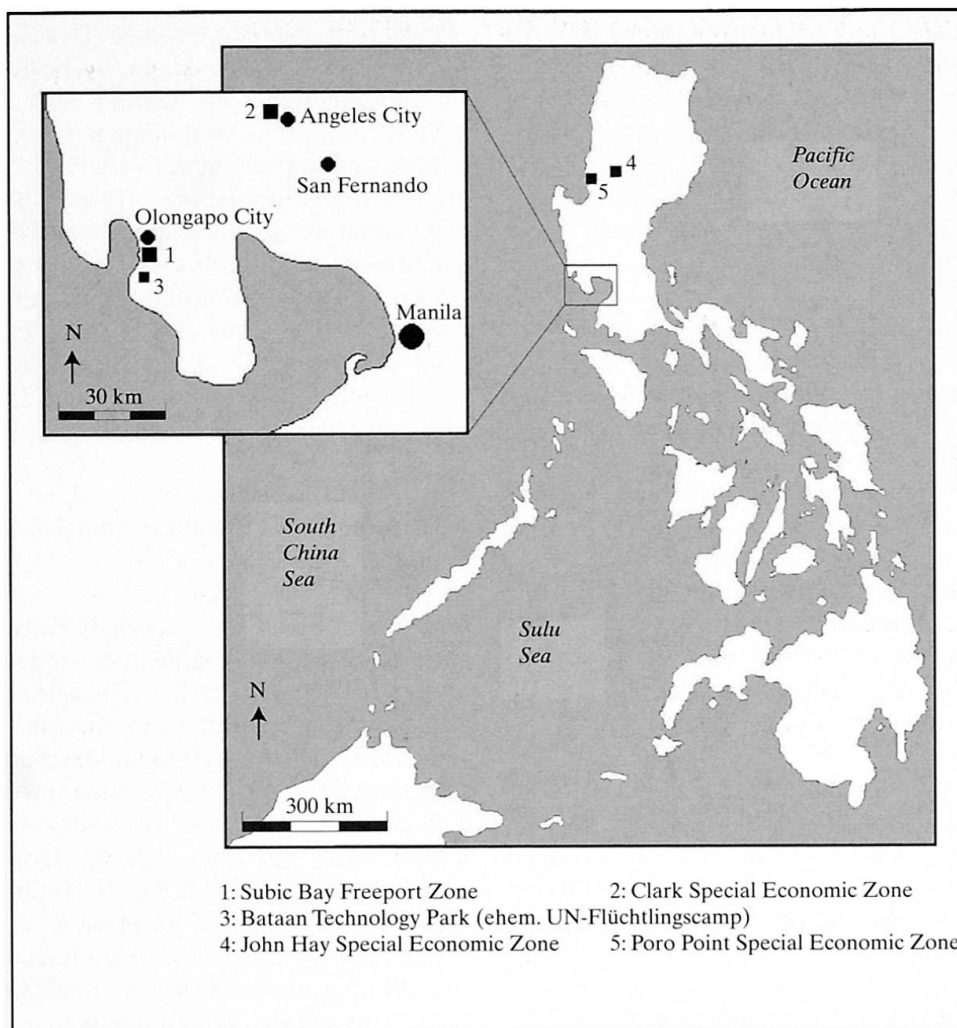 Pacific
Ocean
2
Angeles City
San Fernando
4
5
Olongapo City
1
3
Manila
N
30 km
South
China
Sea
Sulu
Sea
N
300 km
1: Subic Bay Freeport Zone 2: Clark Special Economic Zone
3: Bataan Technology Park (ehem. UN-Flüchtlingscamp)
4: John Hay Special Economic Zone 5: Poro Point Special Economic Zone